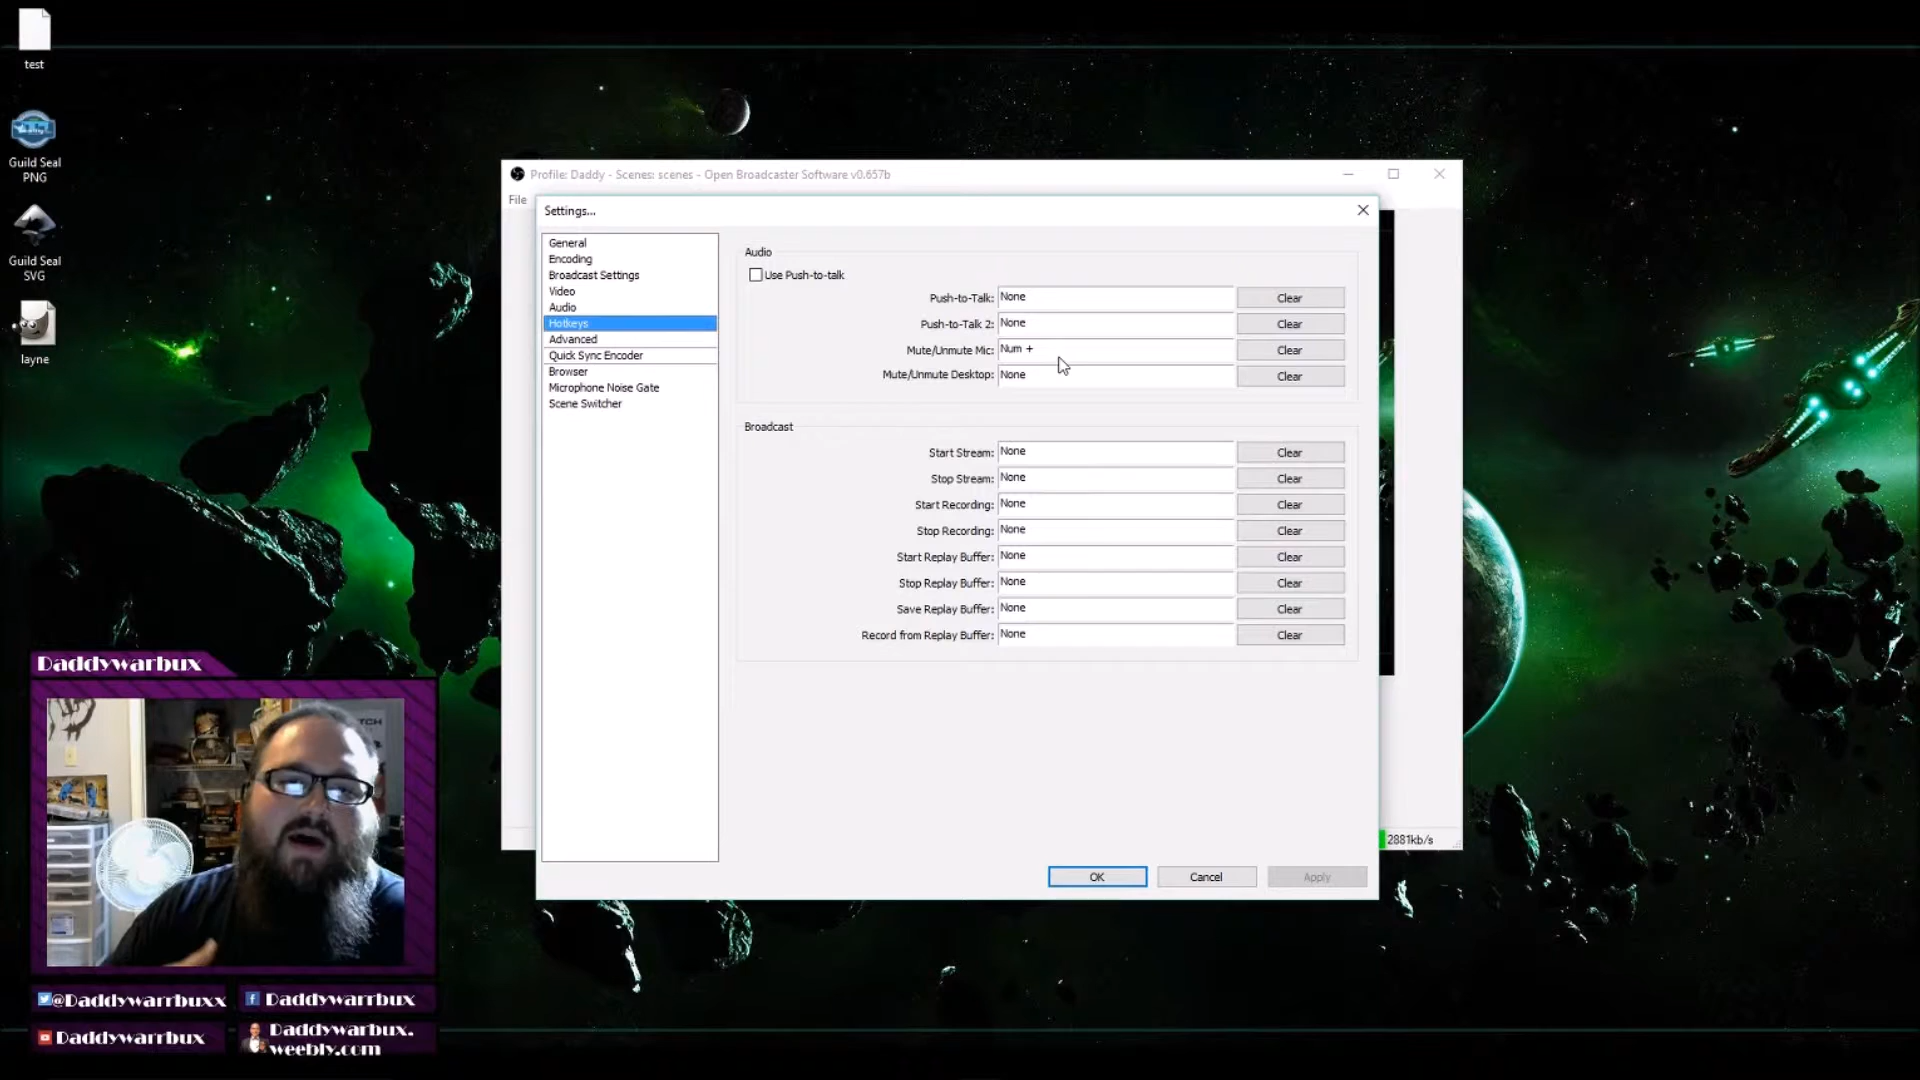 test
Guild Seal
PNG
Guild Seal
SVG
layne
Profile: Daddy - Scenes: scenes - Open Broadcaster Software v0.657b
File
Settings...
General
Encoding
Broadcast Settings
Video
Audio
Hotkeys
Advanced
Quick Sync Encoder
Browser
Microphone Noise Gate
Scene Switcher
Audio
Use Push-to-talk
Push-to-Talk: None Clear
Push-to-Talk 2: None Clear
Mute/Unmute Mic: Num + Clear
Mute/Unmute Desktop: None Clear
Broadcast
Start Stream: None Clear
Stop Stream: None Clear
Start Recording: None Clear
Stop Recording: None Clear
Start Replay Buffer: None Clear
Stop Replay Buffer: None Clear
Save Replay Buffer: None Clear
Record from Replay Buffer: None Clear
2881kb/s
OK Cancel Apply
Daddywarbux
@Daddywarrbuxx
Daddywarrbux
Daddywarrbux
Daddywarbux.
weebly.com